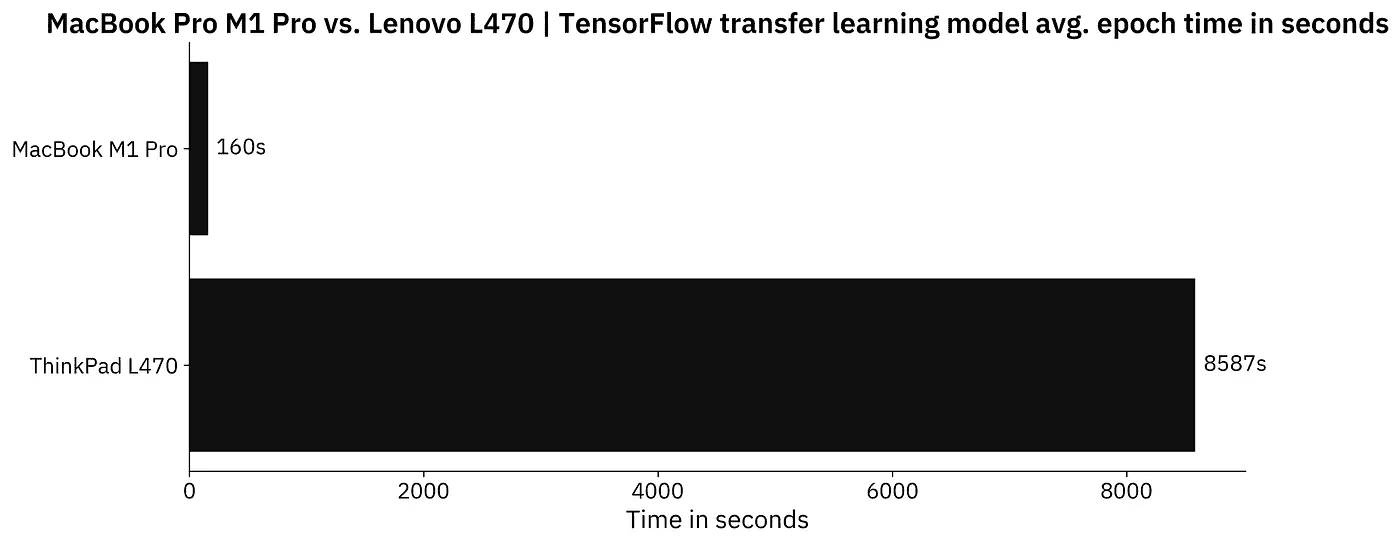 MacBook Pro M1 Pro vs. Lenovo L470 | TensorFlow transfer learning model avg. epoch time in seconds
MacBook M1 Pro
160s
ThinkPad L470
8587s
0 2000 4000 6000 8000
Time in seconds